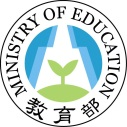 MINISTRY OF EDUCATION
教育部